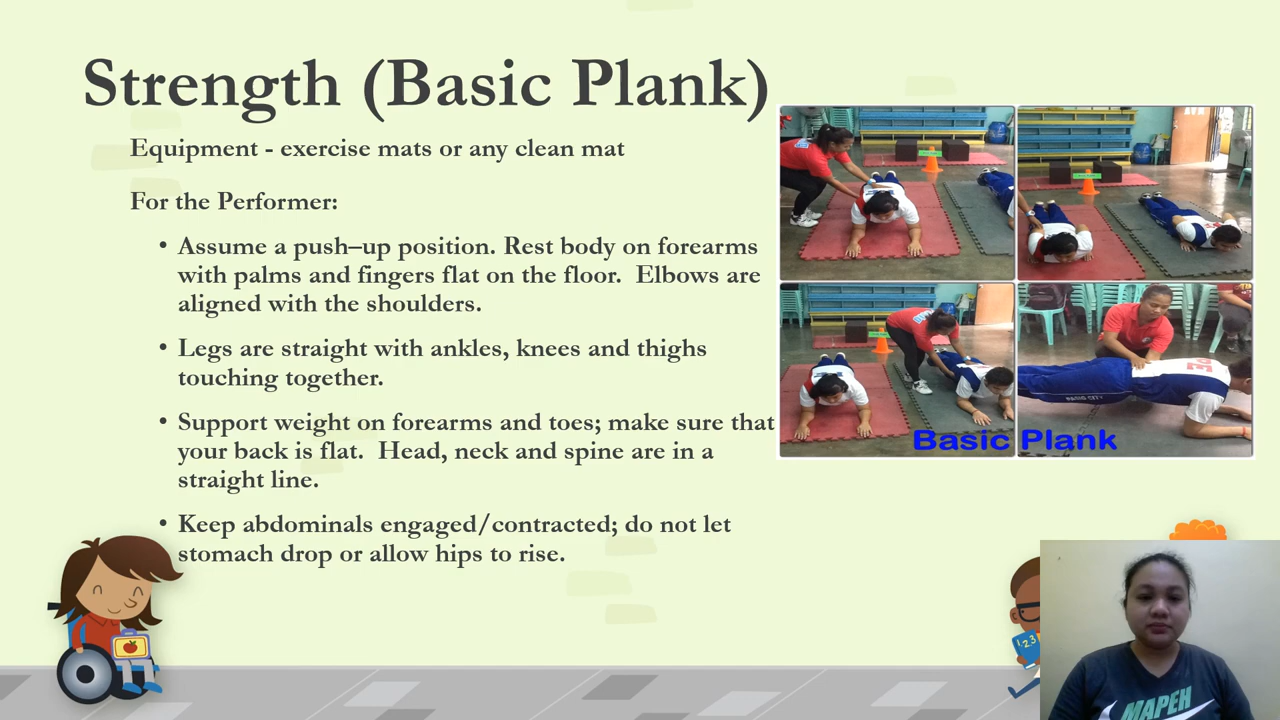 Strength (Basic Plank)
Equipment - exercise mats or any clean mat
For the Performer:
• Assume a push–up position. Rest body on forearms
with palms and fingers flat on the floor.  Elbows are
aligned with the shoulders.
• Legs are straight with ankles, knees and thighs
touching together.
• Support weight on forearms and toes; make sure that
your back is flat.  Head, neck and spine are in a
straight line.
• Keep abdominals engaged/contracted; do not let
stomach drop or allow hips to rise.
Basic Plank
PE
123
MAPEH